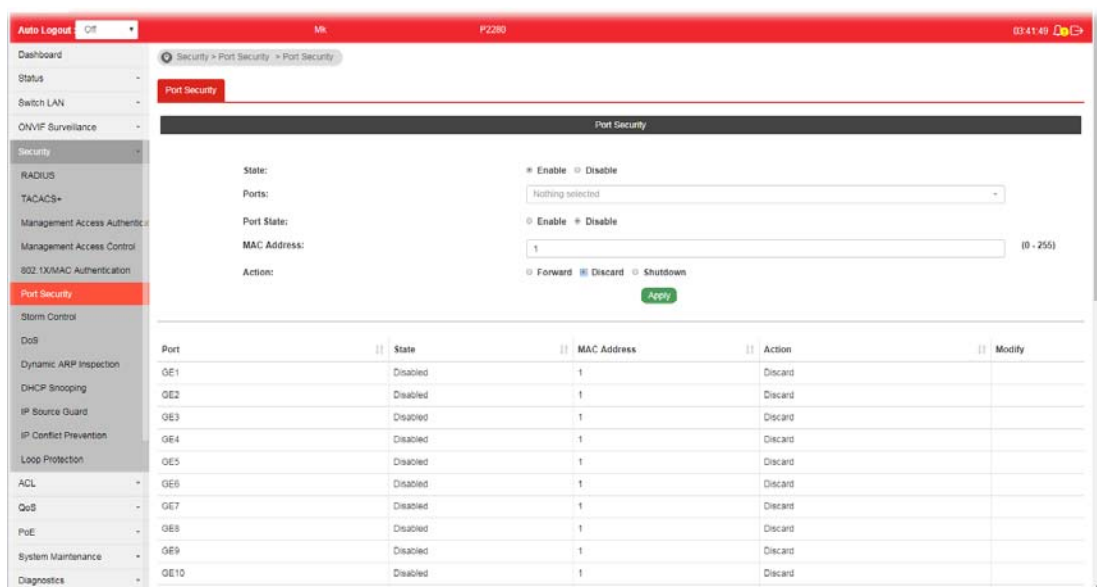 Auto Logout : Off Mk P2280 03:41:49
Dashboard
Status
Switch LAN
ONVIF Surveillance
Security
RADIUS
TACACS+
Management Access Authentic
Management Access Control
802.1X/MAC Authentication
Port Security
Storm Control
DoS
Dynamic ARP Inspection
DHCP Snooping
IP Source Guard
IP Conflict Prevention
Loop Protection
ACL
QoS
PoE
System Maintenance
Diagnostics
Security > Port Security > Port Security
Port Security
Port Security
State: Enable Disable
Ports: Nothing selected
Port State: Enable Disable
MAC Address: 1 (0 - 255)
Action: Forward Discard Shutdown
Apply
Port State MAC Address Action Modify
GE1 Disabled 1 Discard
GE2 Disabled 1 Discard
GE3 Disabled 1 Discard
GE4 Disabled 1 Discard
GE5 Disabled 1 Discard
GE6 Disabled 1 Discard
GE7 Disabled 1 Discard
GE8 Disabled 1 Discard
GE9 Disabled 1 Discard
GE10 Disabled 1 Discard